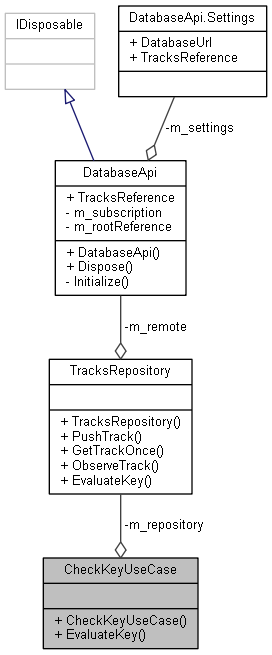 IDisposable
DatabaseApi.Settings
+ DatabaseUrl
+ TracksReference
-m_settings
DatabaseApi
+ TracksReference
- m_subscription
- m_rootReference
+ DatabaseApi()
+ Dispose()
- Initialize()
-m_remote
TracksRepository
+ TracksRepository()
+ PushTrack()
+ GetTrackOnce()
+ ObserveTrack()
+ EvaluateKey()
-m_repository
CheckKeyUseCase
+ CheckKeyUseCase()
+ EvaluateKey()